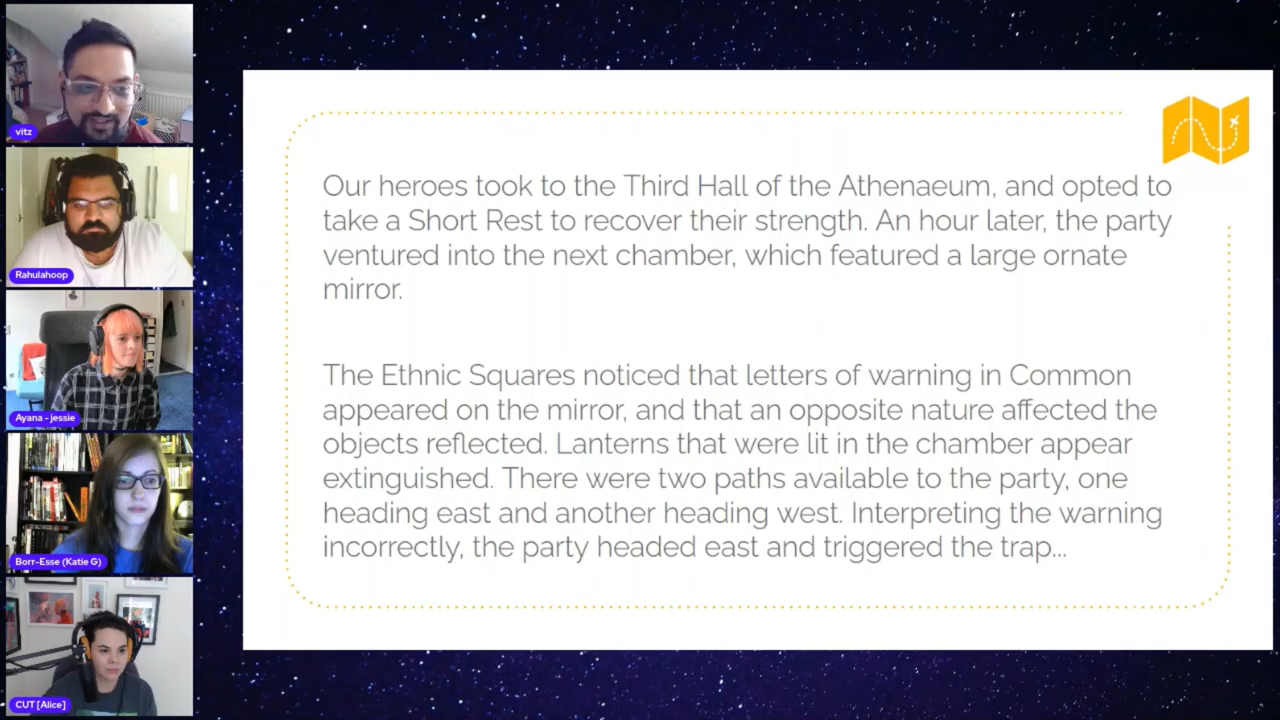 vitz
Rahulahoop
Ayana - jessie
Borr-Esse (Katie G)
CUT [Alice]
Our heroes took to the Third Hall of the Athenaeum, and opted to
take a Short Rest to recover their strength. An hour later, the party
ventured into the next chamber, which featured a large ornate
mirror.
The Ethnic Squares noticed that letters of warning in Common
appeared on the mirror, and that an opposite nature affected the
objects reflected. Lanterns that were lit in the chamber appear
extinguished. There were two paths available to the party, one
heading east and another heading west. Interpreting the warning
incorrectly, the party headed east and triggered the trap...